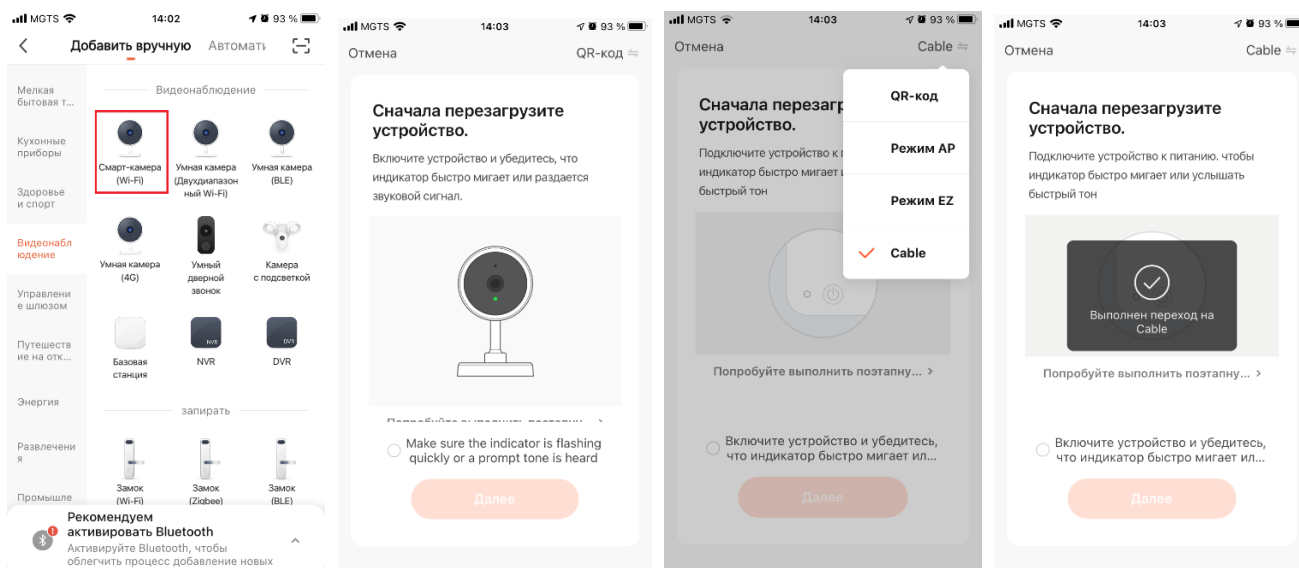 MGTS
14:02
93 %
Добавить вручную
Автомати
Мелкая
бытовая т...
Кухонные
приборы
Здоровье
и спорт
Видеонабл
юдение
Управлени
е шлюзом
Путешеств
ие на отк...
Энергия
Развлечени
я
Промышле
Видеонаблюдение
Смарт-камера
(Wi-Fi)
Умная камера
(Двухдиапазон
ный Wi-Fi)
Умная камера
(BLE)
Умная камера
(4G)
Умный
дверной
звонок
Камера
с подсветкой
Базовая
станция
NVR
NVR
DVR
DVR
запирать
Замок
(Wi-Fi)
Замок
(Zigbee)
Замок
(BLE)
Рекомендуем
активировать Bluetooth
Активируйте Bluetooth, чтобы
облегчить процесс добавление новых
MGTS
14:03
93 %
Отмена
QR-код
Сначала перезагрузите
устройство.
Включите устройство и убедитесь, что
индикатор быстро мигает или раздается
звуковой сигнал.
Make sure the indicator is flashing
quickly or a prompt tone is heard
Далее
MGTS
14:03
93 %
Отмена
Cable
QR-код
Режим AP
Режим EZ
Cable
Сначала перезагр
устройство.
Подключите устройство к
индикатор быстро мигает
быстрый тон
Попробуйте выполнить поэтапну...
Включите устройство и убедитесь,
что индикатор быстро мигает ил...
Далее
MGTS
14:03
93 %
Отмена
Cable
Сначала перезагрузите
устройство.
Подключите устройство к питанию. чтобы
индикатор быстро мигает или услышать
быстрый тон
Выполнен переход на
Cable
Попробуйте выполнить поэтапну...
Включите устройство и убедитесь,
что индикатор быстро мигает ил...
Далее